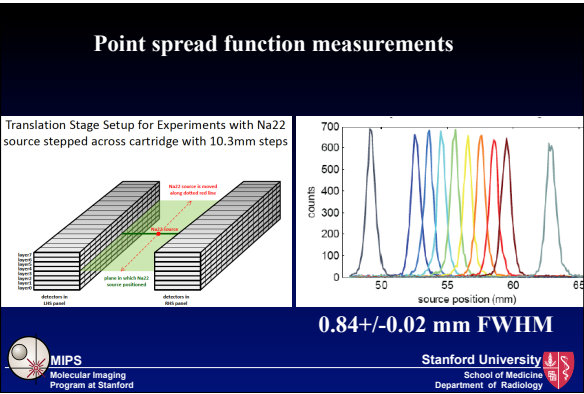 Point spread function measurements
Translation Stage Setup for Experiments with Na22
source stepped across cartridge with 10.3mm steps
Na22 source is moved
along dotted red line
Na22 source
layer7
layer6
layer5
layer4
layer3
layer2
layer1
layer0
plane in which Na22
source positioned
detectors in
LHS panel
detectors in
RHS panel
700
600
500
400
300
200
100
0
counts
50
55
60
65
source position (mm)
0.84+/-0.02 mm FWHM
MIPS
Molecular Imaging
Program at Stanford
Stanford University
School of Medicine
Department of Radiology